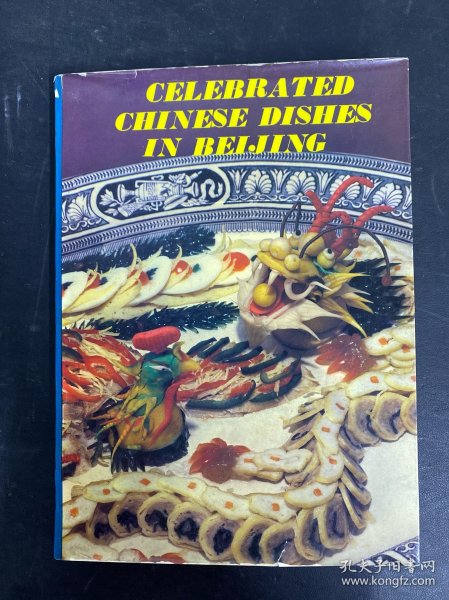 CELEBRATED
CHINESE DISHES
IN BEIJING
孔夫子旧书网
www.kongfz.com